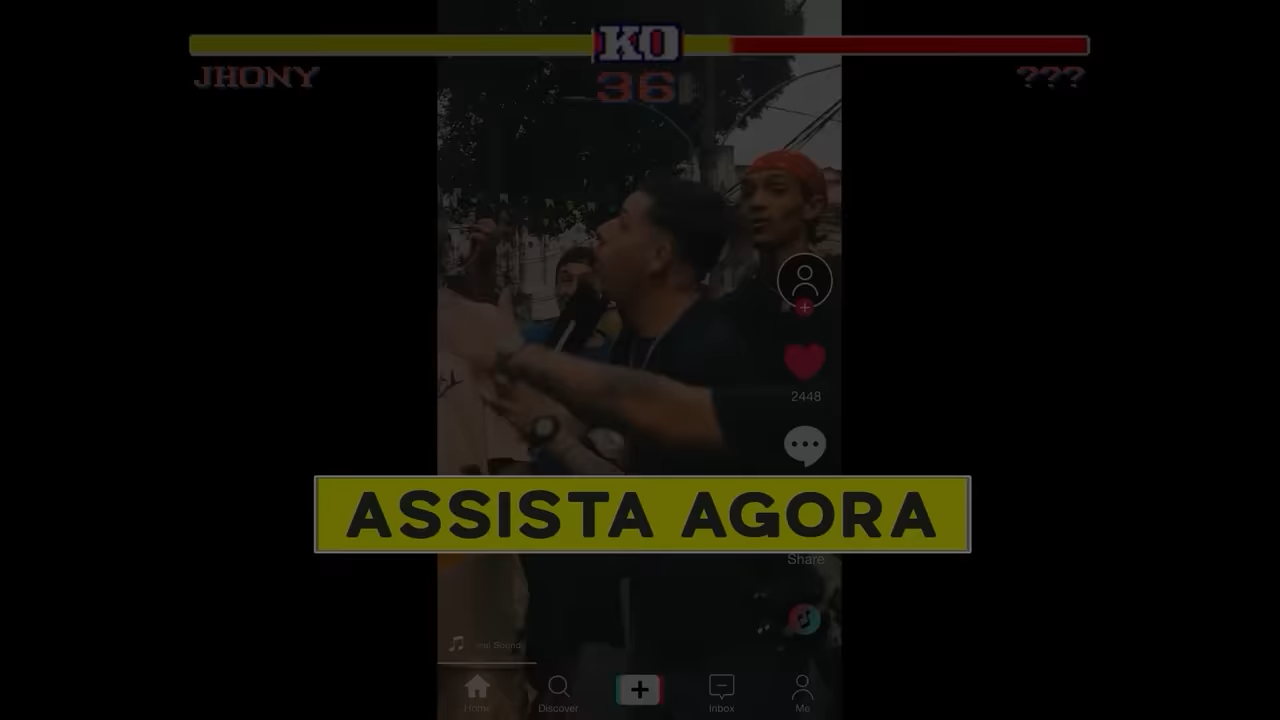 KO
JHONY
36
???
2448
ASSISTA AGORA
Share
Home
Discover
Inbox
Me